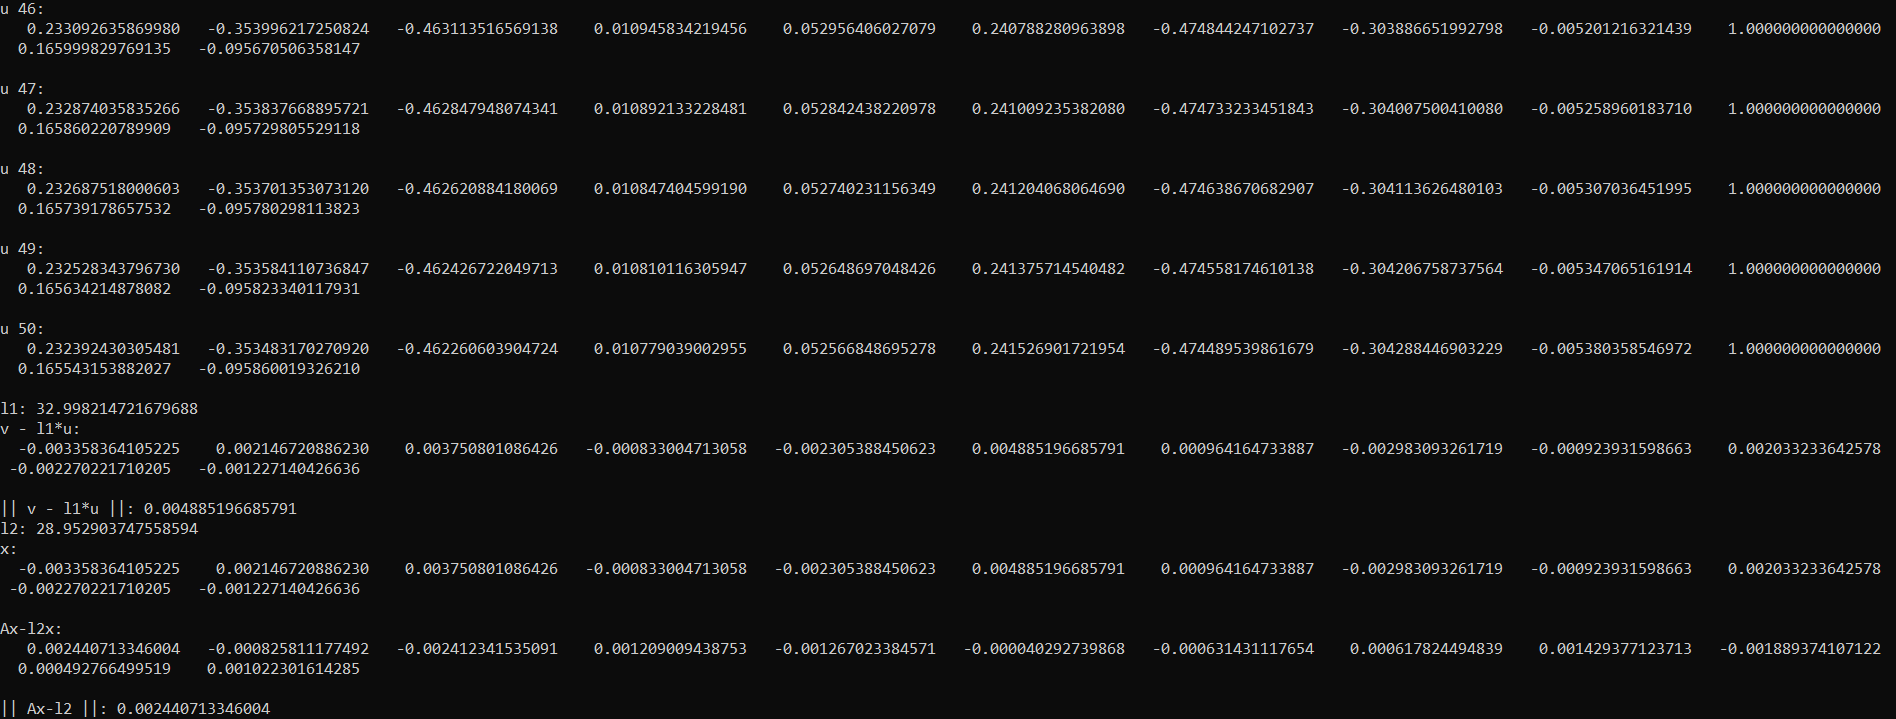 u 46:
0.233092635869980 -0.353996217250824 -0.463113516569138 0.010945834219456 0.052956406027079 0.240788280963898 -0.474844247102737 -0.303886651992798 -0.005201216321439 1.000000000000000
0.165999829769135 -0.095670506358147
u 47:
0.232874035835266 -0.353837668895721 -0.462847948074341 0.010892133228481 0.052842438220978 0.241009235382080 -0.474733233451843 -0.304007500410080 -0.005258960183710 1.000000000000000
0.165860220789909 -0.095729805529118
u 48:
0.232687518000603 -0.353701353073120 -0.462620884180069 0.010847404599190 0.052740231156349 0.241204068064690 -0.474638670682907 -0.304113626480103 -0.005307036451995 1.000000000000000
0.165739178657532 -0.095780298113823
u 49:
0.232528343796730 -0.353584110736847 -0.462426722049713 0.010810116305947 0.052648697048426 0.241375714540482 -0.474558174610138 -0.304206758737564 -0.005347065161914 1.000000000000000
0.165634214878082 -0.095823340117931
u 50:
0.232392430305481 -0.353483170270920 -0.462260603904724 0.010779039002955 0.052566848695278 0.241526901721954 -0.474489539861679 -0.304288446903229 -0.005380358546972 1.000000000000000
0.165543153882027 -0.095860019326210
l1: 32.998214721679688
v - l1*u:
-0.003358364105225 0.002146720886230 0.003750801086426 -0.000833004713058 -0.002305388450623 0.004885196685791 0.000964164733887 -0.002983093261719 -0.000923931598663 0.002033233642578
-0.002270221710205 -0.001227140426636
|| v - l1*u ||: 0.004885196685791
l2: 28.952903747558594
x:
-0.003358364105225 0.002146720886230 0.003750801086426 -0.000833004713058 -0.002305388450623 0.004885196685791 0.000964164733887 -0.002983093261719 -0.000923931598663 0.002033233642578
-0.002270221710205 -0.001227140426636
Ax-l2x:
0.002440713346004 -0.000825811177492 -0.002412341535091 0.001209009438753 -0.001267023384571 -0.000040292739868 -0.000631431117654 0.000617824494839 0.001429377123713 -0.001889374107122
0.000492766499519 0.001022301614285
|| Ax-l2 ||: 0.002440713346004